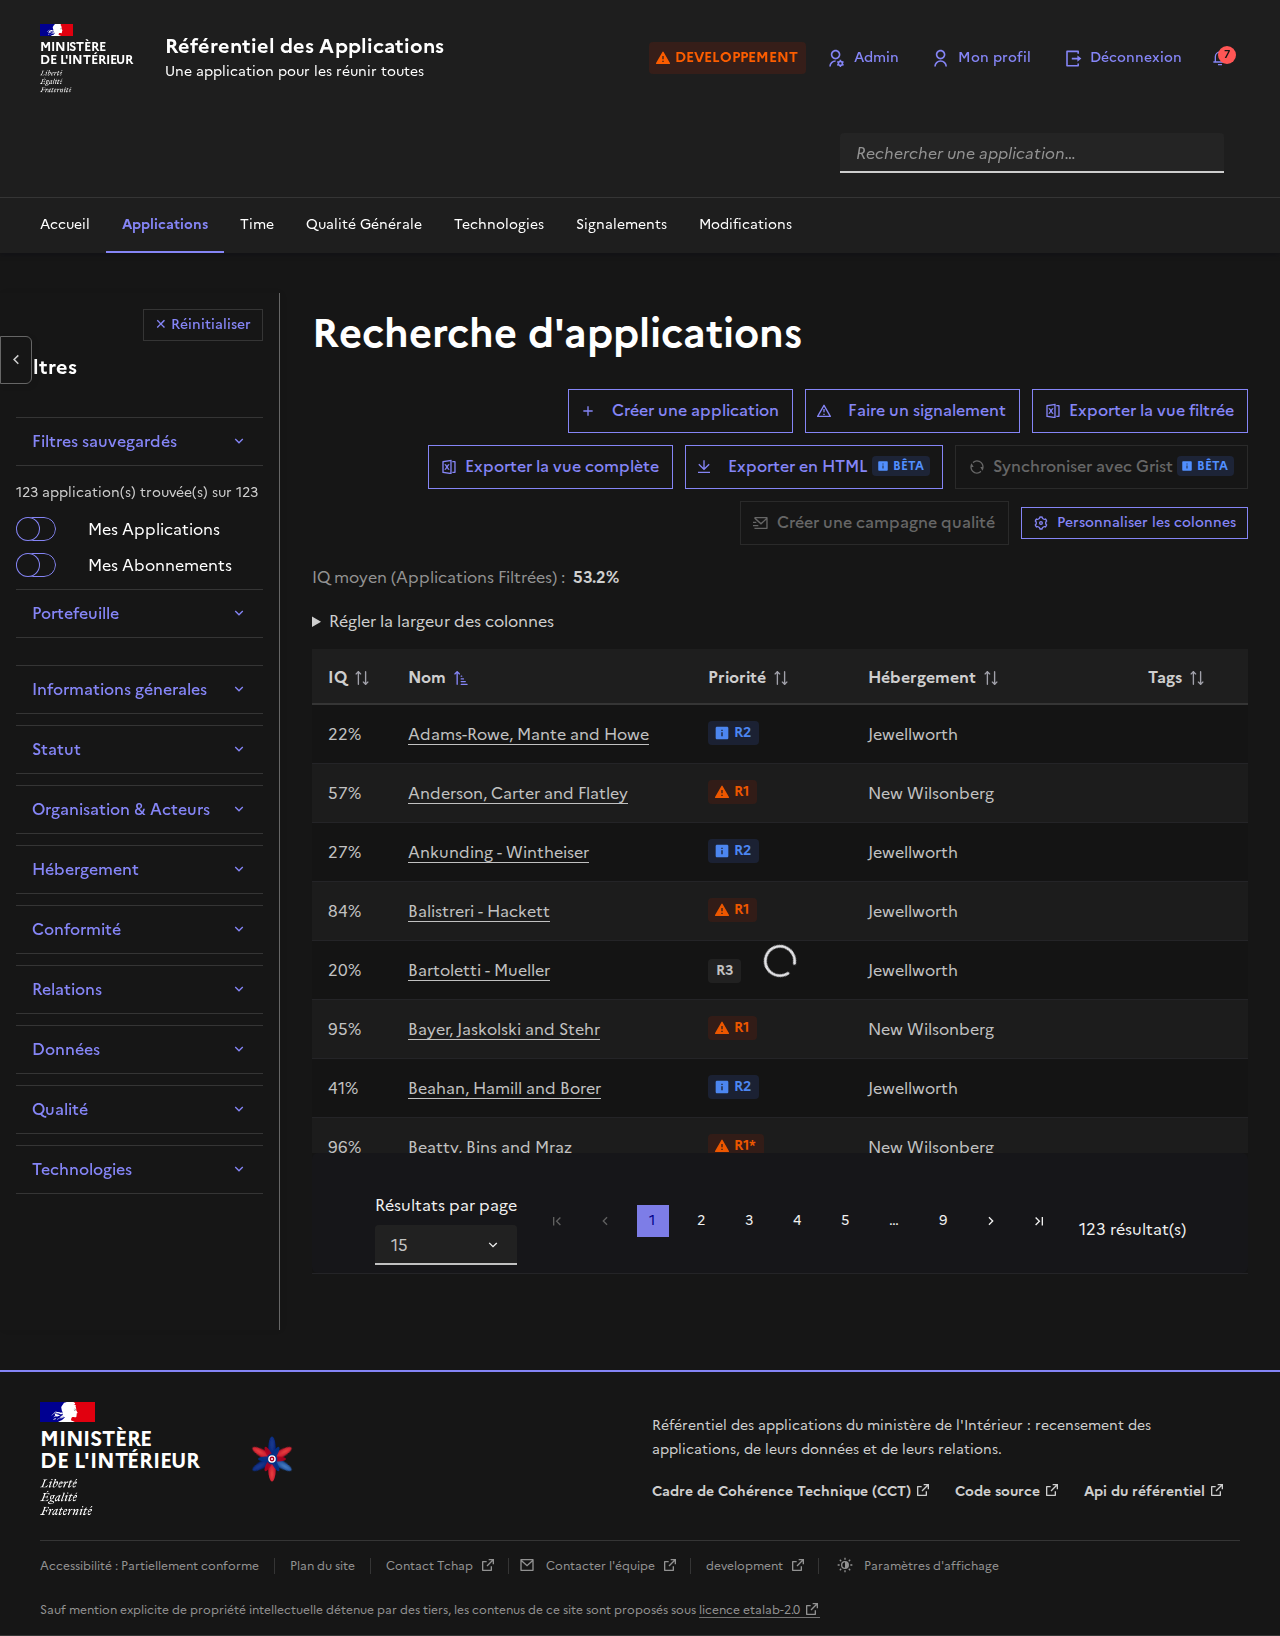 MINISTÈRE
DE L'INTÉRIEUR
Liberté
Égalité
Fraternité
Référentiel des Applications
Une application pour les réunir toutes
DEVELOPPEMENT
Admin
Mon profil
Déconnexion
7
Rechercher une application...
Accueil
Applications
Time
Qualité Générale
Technologies
Signalements
Modifications
Réinitialiser
ltres
Filtres sauvegardés
123 application(s) trouvée(s) sur 123
Mes Applications
Mes Abonnements
Portefeuille
Informations génerales
Statut
Organisation & Acteurs
Hébergement
Conformité
Relations
Données
Qualité
Technologies
Recherche d'applications
Créer une application
Faire un signalement
Exporter la vue filtrée
Exporter la vue complète
Exporter en HTML BÊTA
Synchroniser avec Grist BÊTA
Créer une campagne qualité
Personnaliser les colonnes
IQ moyen (Applications Filtrées) : 53.2%
Régler la largeur des colonnes
IQ Nom Priorité Hébergement Tags
22% Adams-Rowe, Mante and Howe R2 Jewellworth
57% Anderson, Carter and Flatley R1 New Wilsonberg
27% Ankunding - Wintheiser R2 Jewellworth
84% Balistreri - Hackett R1 Jewellworth
20% Bartoletti - Mueller R3 Jewellworth
95% Bayer, Jaskolski and Stehr R1 New Wilsonberg
41% Beahan, Hamill and Borer R2 Jewellworth
96% Beatty, Bins and Mraz R1* New Wilsonberg
Résultats par page
15
1 2 3 4 5 … 9
123 résultat(s)
MINISTÈRE
DE L'INTÉRIEUR
Liberté
Égalité
Fraternité
Référentiel des applications du ministère de l'Intérieur : recensement des
applications, de leurs données et de leurs relations.
Cadre de Cohérence Technique (CCT)
Code source
Api du référentiel
Accessibilité : Partiellement conforme
Plan du site
Contact Tchap
Contacter l'équipe
development
Paramètres d'affichage
Sauf mention explicite de propriété intellectuelle détenue par des tiers, les contenus de ce site sont proposés sous licence etalab-2.0